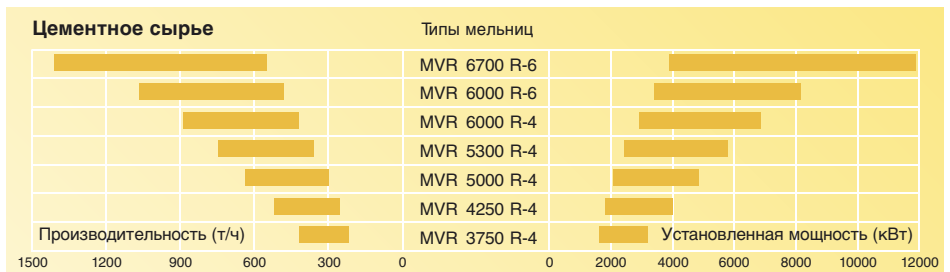 Цементное сырье
Типы мельниц
MVR 6700 R-6
MVR 6000 R-6
MVR 6000 R-4
MVR 5300 R-4
MVR 5000 R-4
MVR 4250 R-4
Производительность (т/ч) MVR 3750 R-4 Установленная мощность (кВт)
1500 1200 900 600 300 0 0 2000 4000 6000 8000 10000 12000